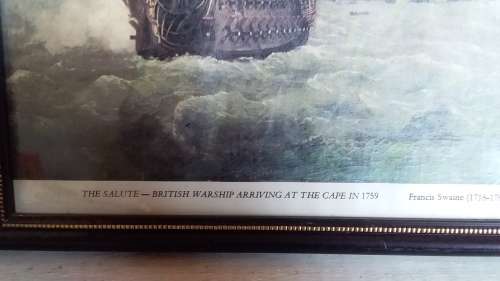 THE SALUTE — BRITISH WARSHIP ARRIVING AT THE CAPE IN 1759 Francis Swaine